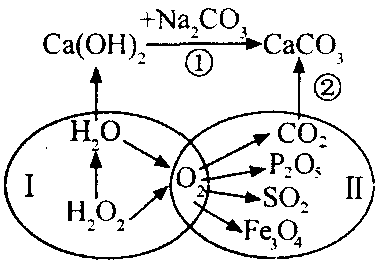 +Na₂CO₃
Ca(OH)₂ ① CaCO₃
②
H₂O CO₂
P₂O₅
I O₂ II
SO₂
H₂O₂
Fe₃O₄